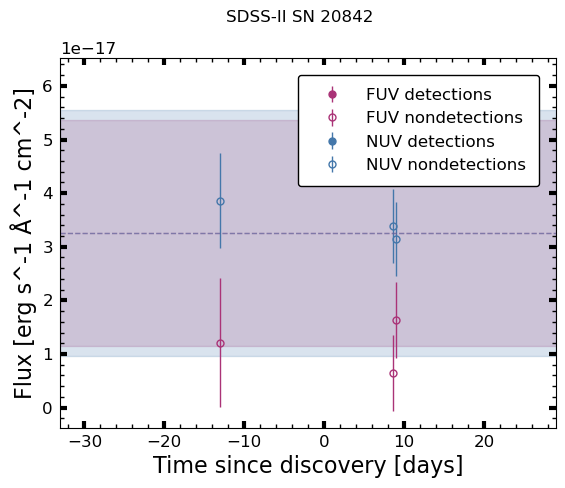 SDSS-II SN 20842
1e−17
Flux [erg s^-1 Å^-1 cm^-2]
6
5
4
3
2
1
0
FUV detections
FUV nondetections
NUV detections
NUV nondetections
−30 −20 −10 0 10 20
Time since discovery [days]